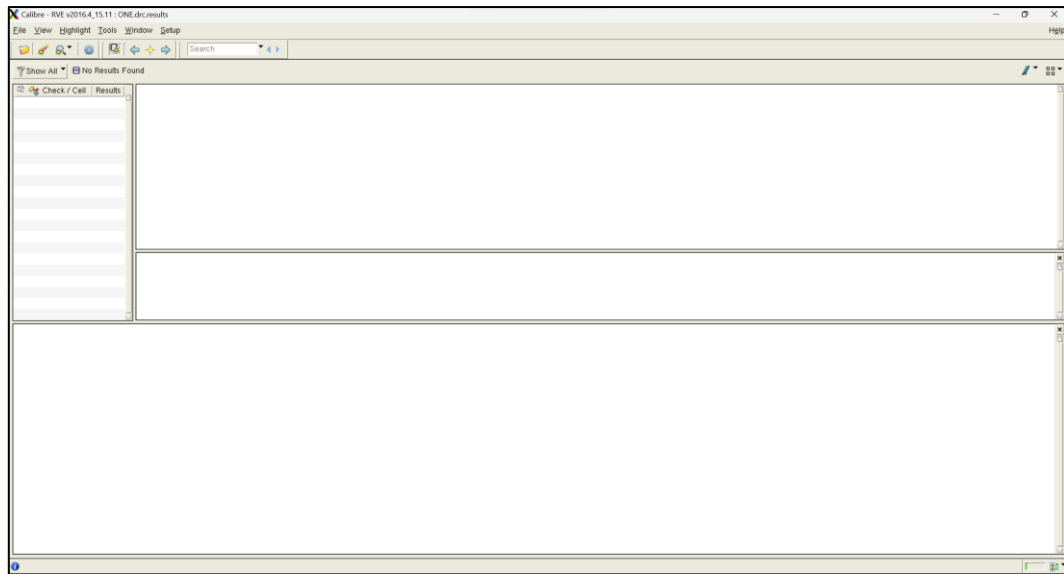 Calibre - RVE v2016.4_15.11 : ONE.drc.results
File View Highlight Tools Window Setup Help
Search
Show All No Results Found
Check / Cell Results